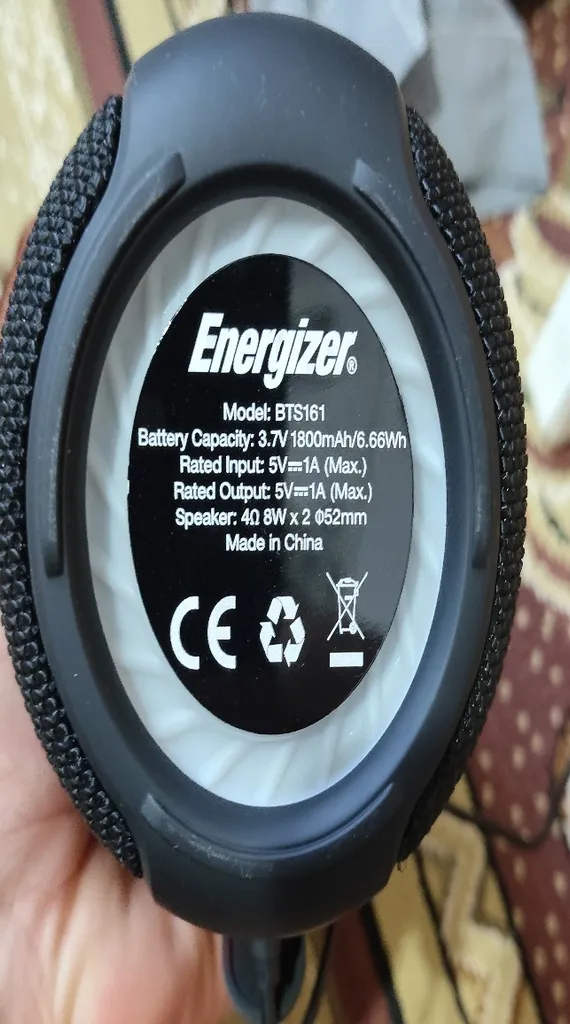 Energizer®
Model: BTS161
Battery Capacity: 3.7V 1800mAh/6.66Wh
Rated Input: 5V⎓1A (Max.)
Rated Output: 5V⎓1A (Max.)
Speaker: 4Ω 8W x 2 Φ52mm
Made in China
CE